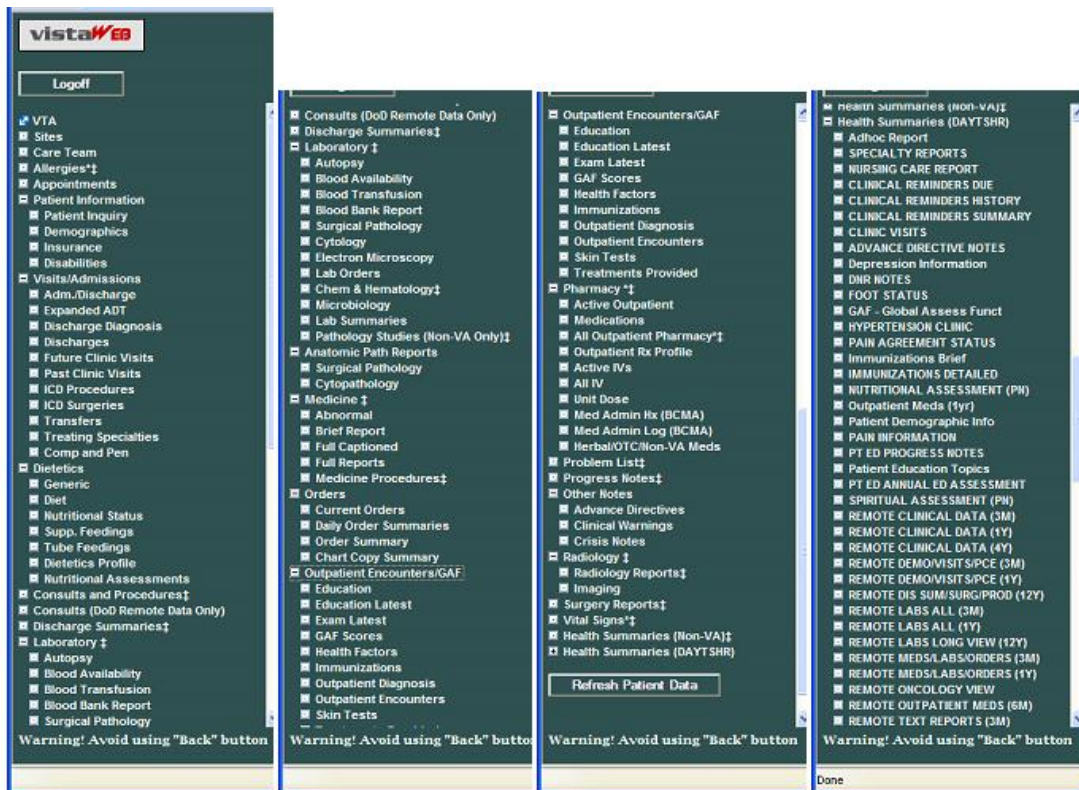 vistaWEB
Logoff
VTA
Sites
Care Team
Allergies*‡
Appointments
Patient Information
Patient Inquiry
Demographics
Insurance
Disabilities
Visits/Admissions
Adm./Discharge
Expanded ADT
Discharge Diagnosis
Discharges
Future Clinic Visits
Past Clinic Visits
ICD Procedures
ICD Surgeries
Transfers
Treating Specialties
Comp and Pen
Dietetics
Generic
Diet
Nutritional Status
Supp. Feedings
Tube Feedings
Dietetics Profile
Nutritional Assessments
Consults and Procedures‡
Consults (DoD Remote Data Only)
Discharge Summaries‡
Laboratory ‡
Autopsy
Blood Availability
Blood Transfusion
Blood Bank Report
Surgical Pathology
Warning! Avoid using "Back" button
Consults (DoD Remote Data Only)
Discharge Summaries‡
Laboratory ‡
Autopsy
Blood Availability
Blood Transfusion
Blood Bank Report
Surgical Pathology
Cytology
Electron Microscopy
Lab Orders
Chem & Hematology‡
Microbiology
Lab Summaries
Pathology Studies (Non-VA Only)‡
Anatomic Path Reports
Surgical Pathology
Cytopathology
Medicine ‡
Abnormal
Brief Report
Full Captioned
Full Reports
Medicine Procedures‡
Orders
Current Orders
Daily Order Summaries
Order Summary
Chart Copy Summary
Outpatient Encounters/GAF
Education
Education Latest
Exam Latest
GAF Scores
Health Factors
Immunizations
Outpatient Diagnosis
Outpatient Encounters
Skin Tests
Warning! Avoid using "Back" butto
Outpatient Encounters/GAF
Education
Education Latest
Exam Latest
GAF Scores
Health Factors
Immunizations
Outpatient Diagnosis
Outpatient Encounters
Skin Tests
Treatments Provided
Pharmacy *‡
Active Outpatient
Medications
All Outpatient Pharmacy*‡
Outpatient Rx Profile
Active IVs
All IV
Unit Dose
Med Admin Hx (BCMA)
Med Admin Log (BCMA)
Herbal/OTC/Non-VA Meds
Problem List‡
Progress Notes‡
Other Notes
Advance Directives
Clinical Warnings
Crisis Notes
Radiology ‡
Radiology Reports‡
Imaging
Surgery Reports‡
Vital Signs*‡
Health Summaries (Non-VA)‡
Health Summaries (DAYTSHR)
Refresh Patient Data
Warning! Avoid using "Back" button
Health Summaries (Non-VA)‡
Health Summaries (DAYTSHR)
Adhoc Report
SPECIALTY REPORTS
NURSING CARE REPORT
CLINICAL REMINDERS DUE
CLINICAL REMINDERS HISTORY
CLINICAL REMINDERS SUMMARY
CLINIC VISITS
ADVANCE DIRECTIVE NOTES
Depression Information
DNR NOTES
FOOT STATUS
GAF - Global Assess Funct
HYPERTENSION CLINIC
PAIN AGREEMENT STATUS
Immunizations Brief
IMMUNIZATIONS DETAILED
NUTRITIONAL ASSESSMENT (PN)
Outpatient Meds (1yr)
Patient Demographic Info
PAIN INFORMATION
PT ED PROGRESS NOTES
Patient Education Topics
PT ED ANNUAL ED ASSESSMENT
SPIRITUAL ASSESSMENT (PN)
REMOTE CLINICAL DATA (3M)
REMOTE CLINICAL DATA (1Y)
REMOTE CLINICAL DATA (4Y)
REMOTE DEMO/VISITS/PCE (3M)
REMOTE DEMO/VISITS/PCE (1Y)
REMOTE DIS SUM/SURG/PROD (12Y)
REMOTE LABS ALL (3M)
REMOTE LABS ALL (1Y)
REMOTE LABS LONG VIEW (12Y)
REMOTE MEDS/LABS/ORDERS (3M)
REMOTE MEDS/LABS/ORDERS (1Y)
REMOTE ONCOLOGY VIEW
REMOTE OUTPATIENT MEDS (6M)
REMOTE TEXT REPORTS (3M)
Warning! Avoid using "Back" button
Done